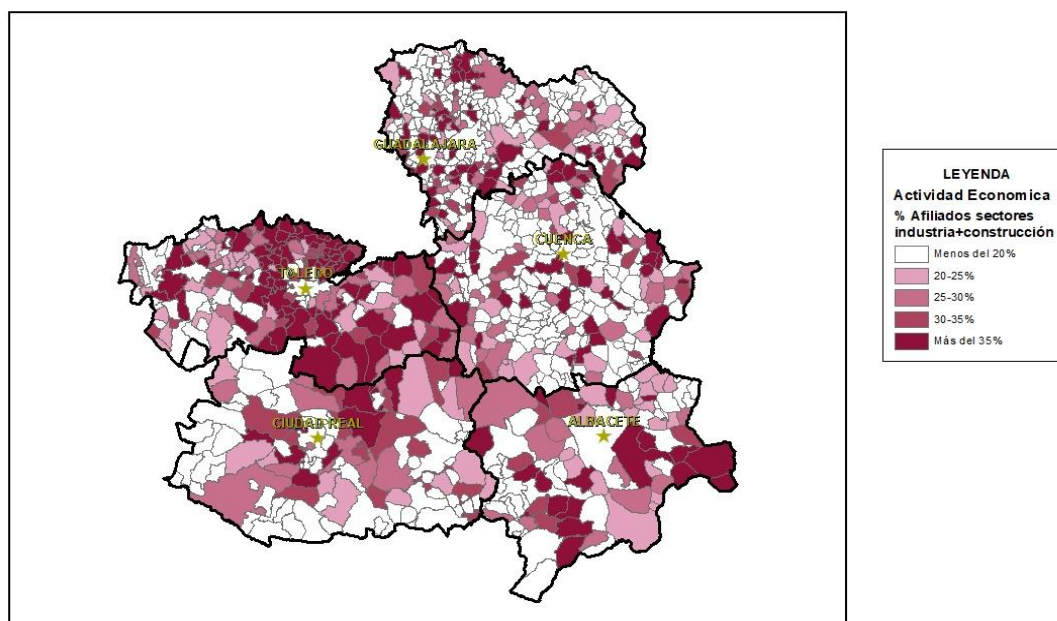 GUADALAJARA
CUENCA
TOLEDO
CIUDAD REAL
ALBACETE
LEYENDA
Actividad Economica
% Afiliados sectores
industria+construcción
Menos del 20%
20-25%
25-30%
30-35%
Más del 35%